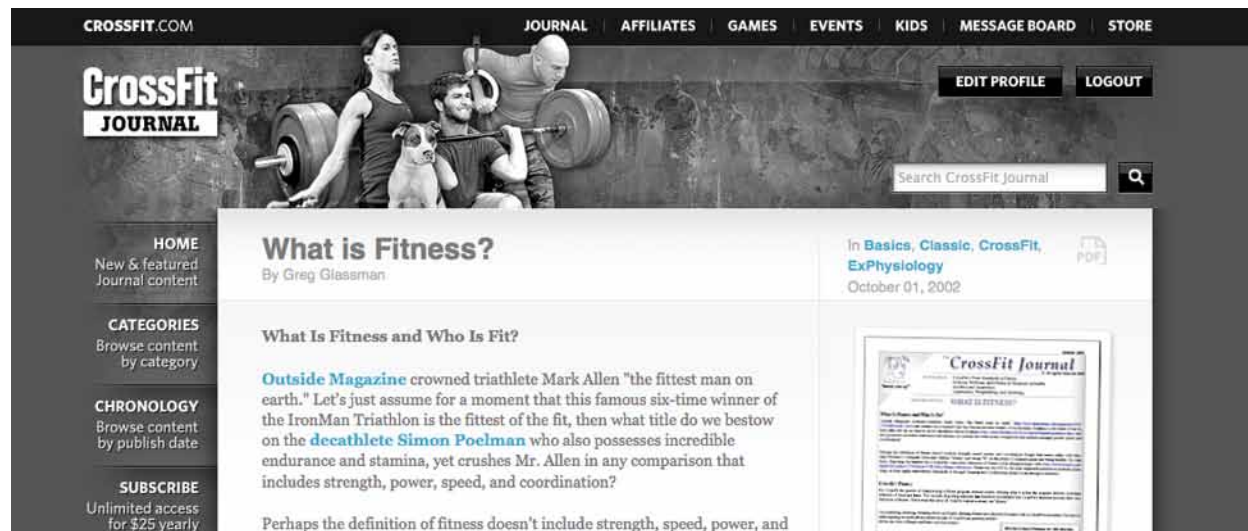 CROSSFIT.COM
JOURNAL
AFFILIATES
GAMES
EVENTS
KIDS
MESSAGE BOARD
STORE
CrossFit
JOURNAL
EDIT PROFILE
LOGOUT
Search CrossFit Journal
HOME
New & featured
Journal content
CATEGORIES
Browse content
by category
CHRONOLOGY
Browse content
by publish date
SUBSCRIBE
Unlimited access
for $25 yearly
What is Fitness?
By Greg Glassman
In Basics, Classic, CrossFit,
ExPhysiology
October 01, 2002
PDF
What Is Fitness and Who Is Fit?
Outside Magazine crowned triathlete Mark Allen "the fittest man on
earth." Let's just assume for a moment that this famous six-time winner of
the IronMan Triathlon is the fittest of the fit, then what title do we bestow
on the decathlete Simon Poelman who also possesses incredible
endurance and stamina, yet crushes Mr. Allen in any comparison that
includes strength, power, speed, and coordination?
Perhaps the definition of fitness doesn't include strength, speed, power, and
CrossFit Journal
WHAT IS FITNESS?